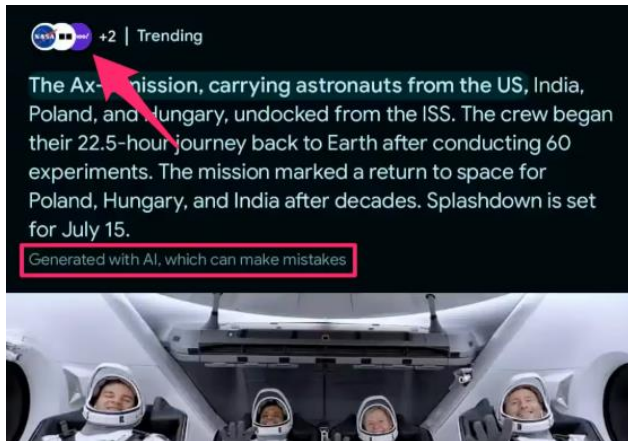 NASA +2 | Trending
The Ax- mission, carrying astronauts from the US, India,
Poland, and Hungary, undocked from the ISS. The crew began
their 22.5-hour journey back to Earth after conducting 60
experiments. The mission marked a return to space for
Poland, Hungary, and India after decades. Splashdown is set
for July 15.
Generated with AI, which can make mistakes